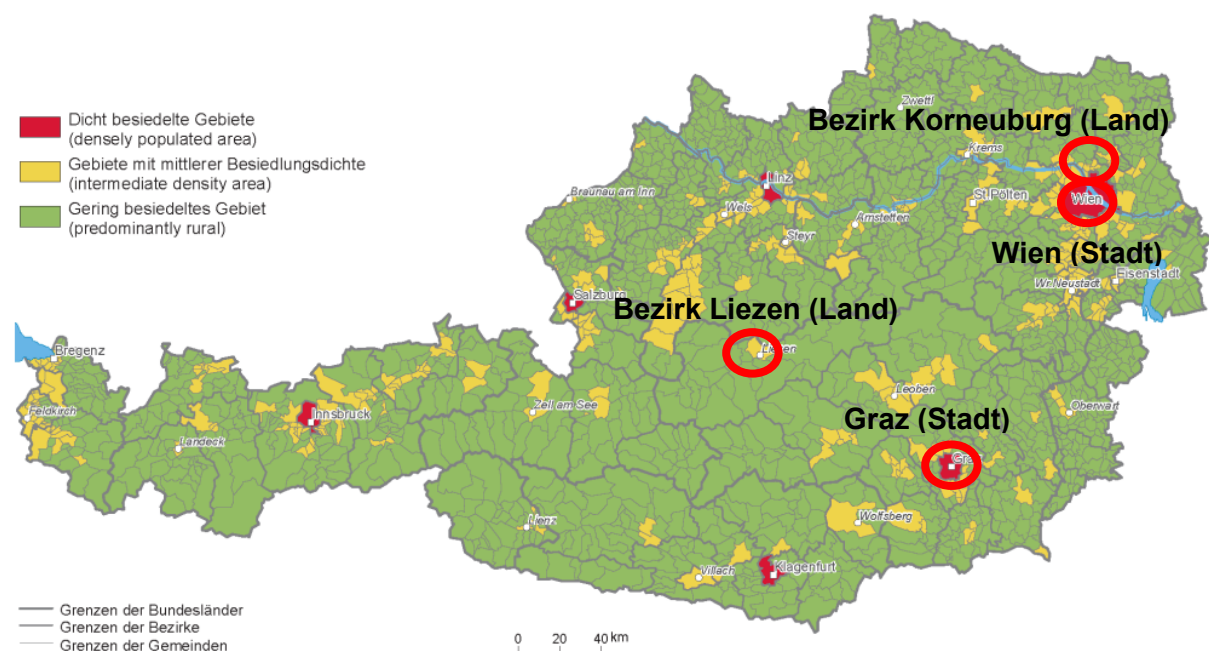 Dicht besiedelte Gebiete
(densely populated area)
Gebiete mit mittlerer Besiedlungsdichte
(intermediate density area)
Gering besiedeltes Gebiet
(predominantly rural)
Zwettl
Bezirk Korneuburg (Land)
Krems
Linz
Braunau am Inn
St.Pölten
Wien
Wels
Amstetten
Steyr
Wien (Stadt)
Eisenstadt
Wr.Neustadt
Salzburg
Bezirk Liezen (Land)
Liezen
Bregenz
Leoben
Feldkirch
Zell am See
Oberwart
Innsbruck
Graz (Stadt)
Landeck
Graz
Wolfsberg
Lienz
Villach
Klagenfurt
Grenzen der Bundesländer
Grenzen der Bezirke
Grenzen der Gemeinden
0 20 40 km